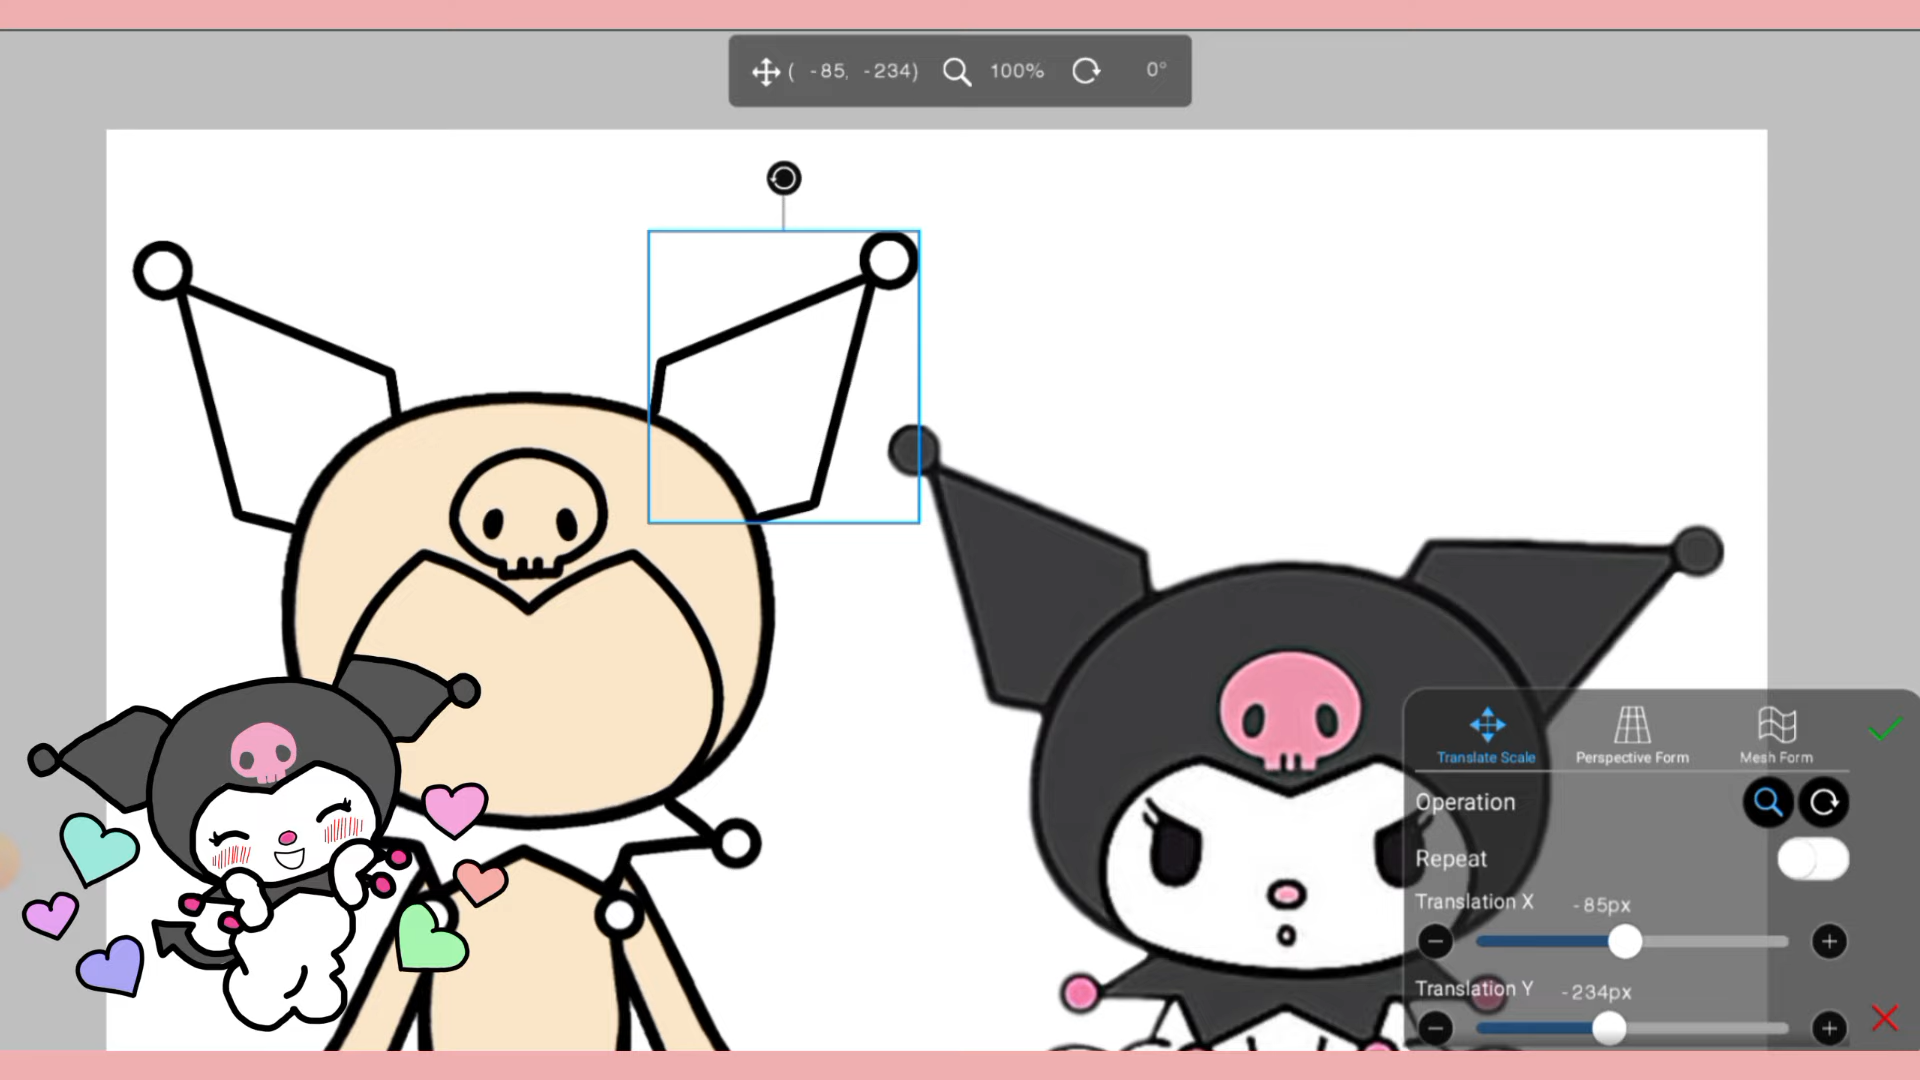 ( -85, -234) 100% 0°
Translate Scale Perspective Form Mesh Form
Operation
Repeat
Translation X -85px
Translation Y -234px